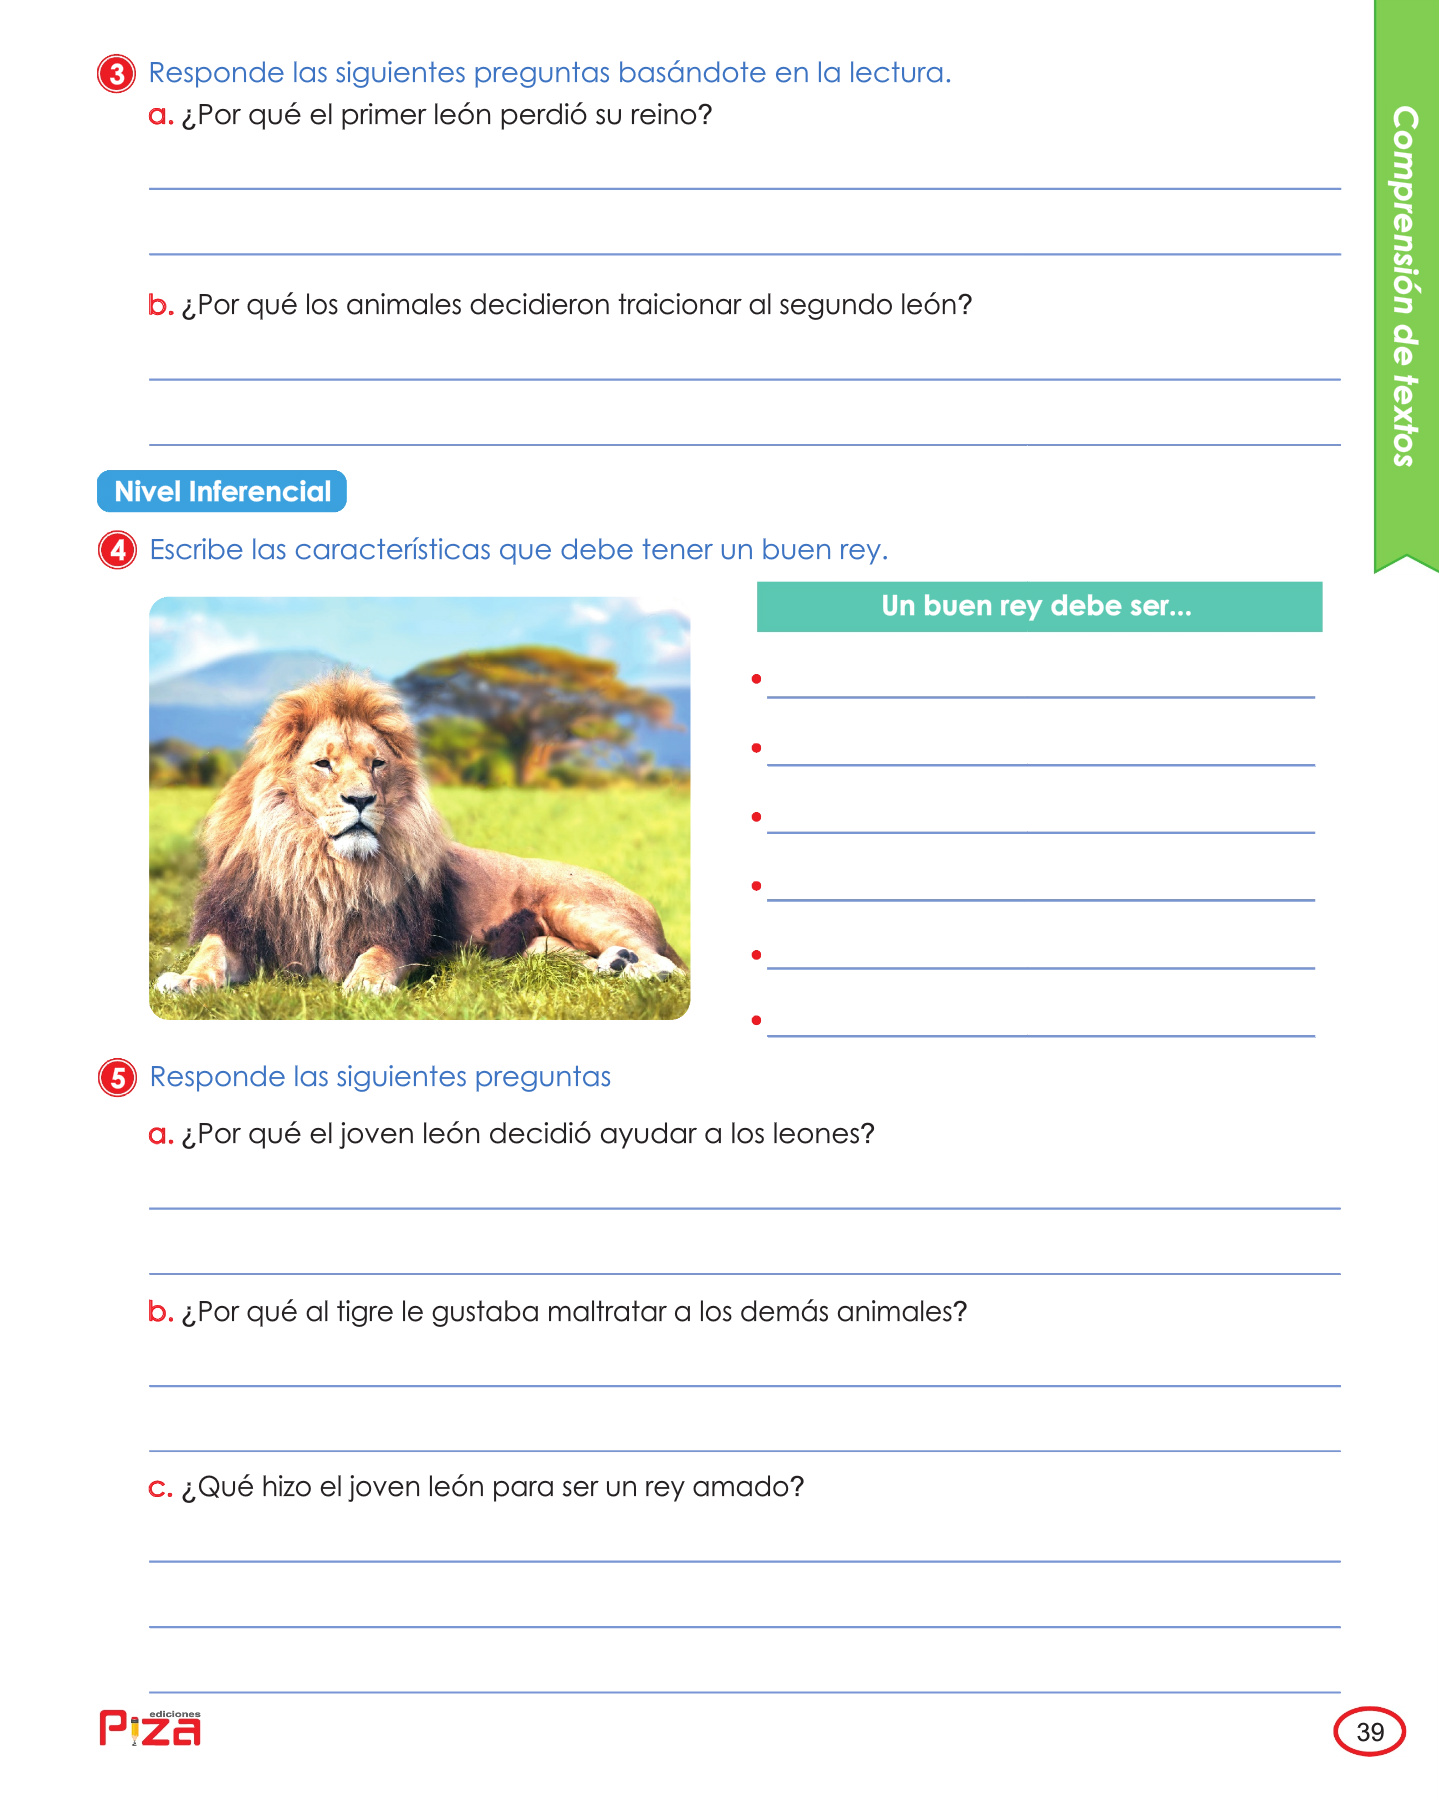 3 Responde las siguientes preguntas basándote en la lectura.
a. ¿Por qué el primer león perdió su reino?
b. ¿Por qué los animales decidieron traicionar al segundo león?
Nivel Inferencial
4 Escribe las características que debe tener un buen rey.
Un buen rey debe ser...
5 Responde las siguientes preguntas
a. ¿Por qué el joven león decidió ayudar a los leones?
b. ¿Por qué al tigre le gustaba maltratar a los demás animales?
c. ¿Qué hizo el joven león para ser un rey amado?
Comprensión de textos
ediciones
Piza
39